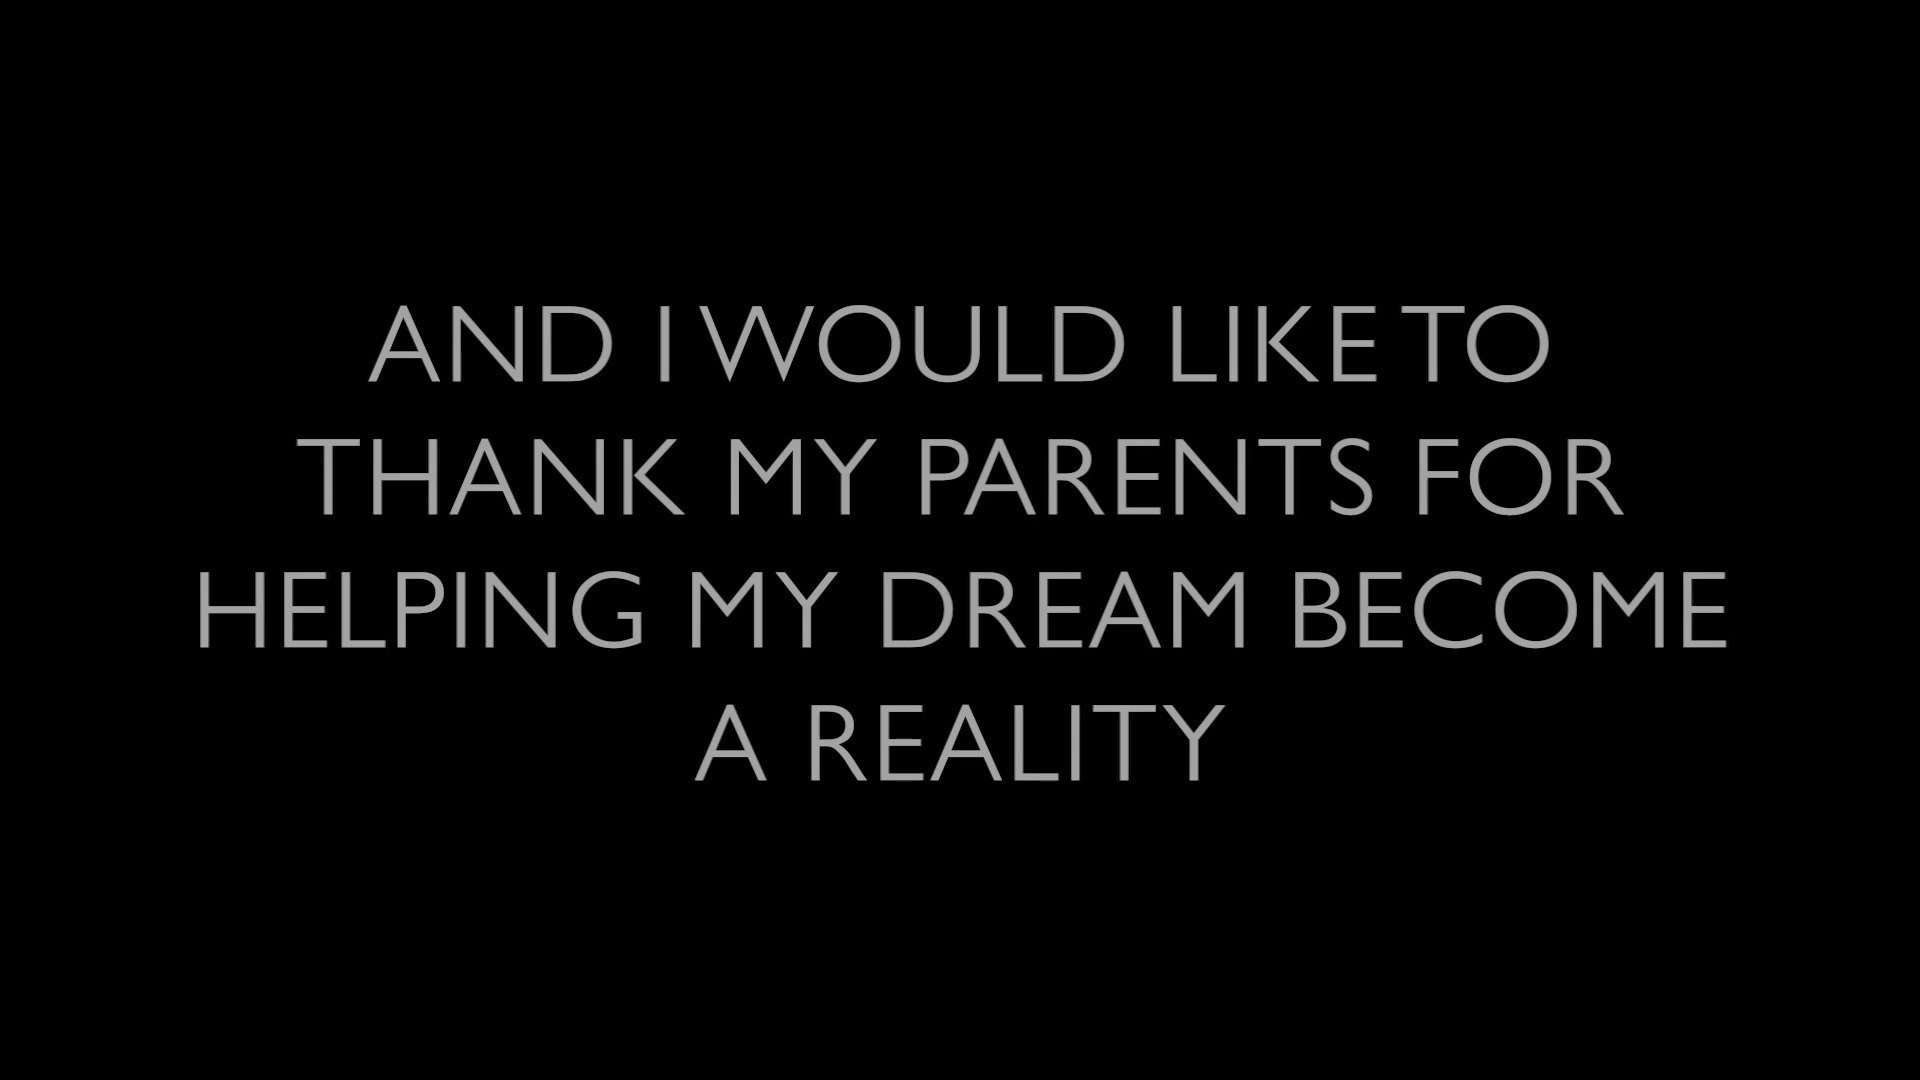 AND I WOULD LIKE TO
THANK MY PARENTS FOR
HELPING MY DREAM BECOME
A REALITY